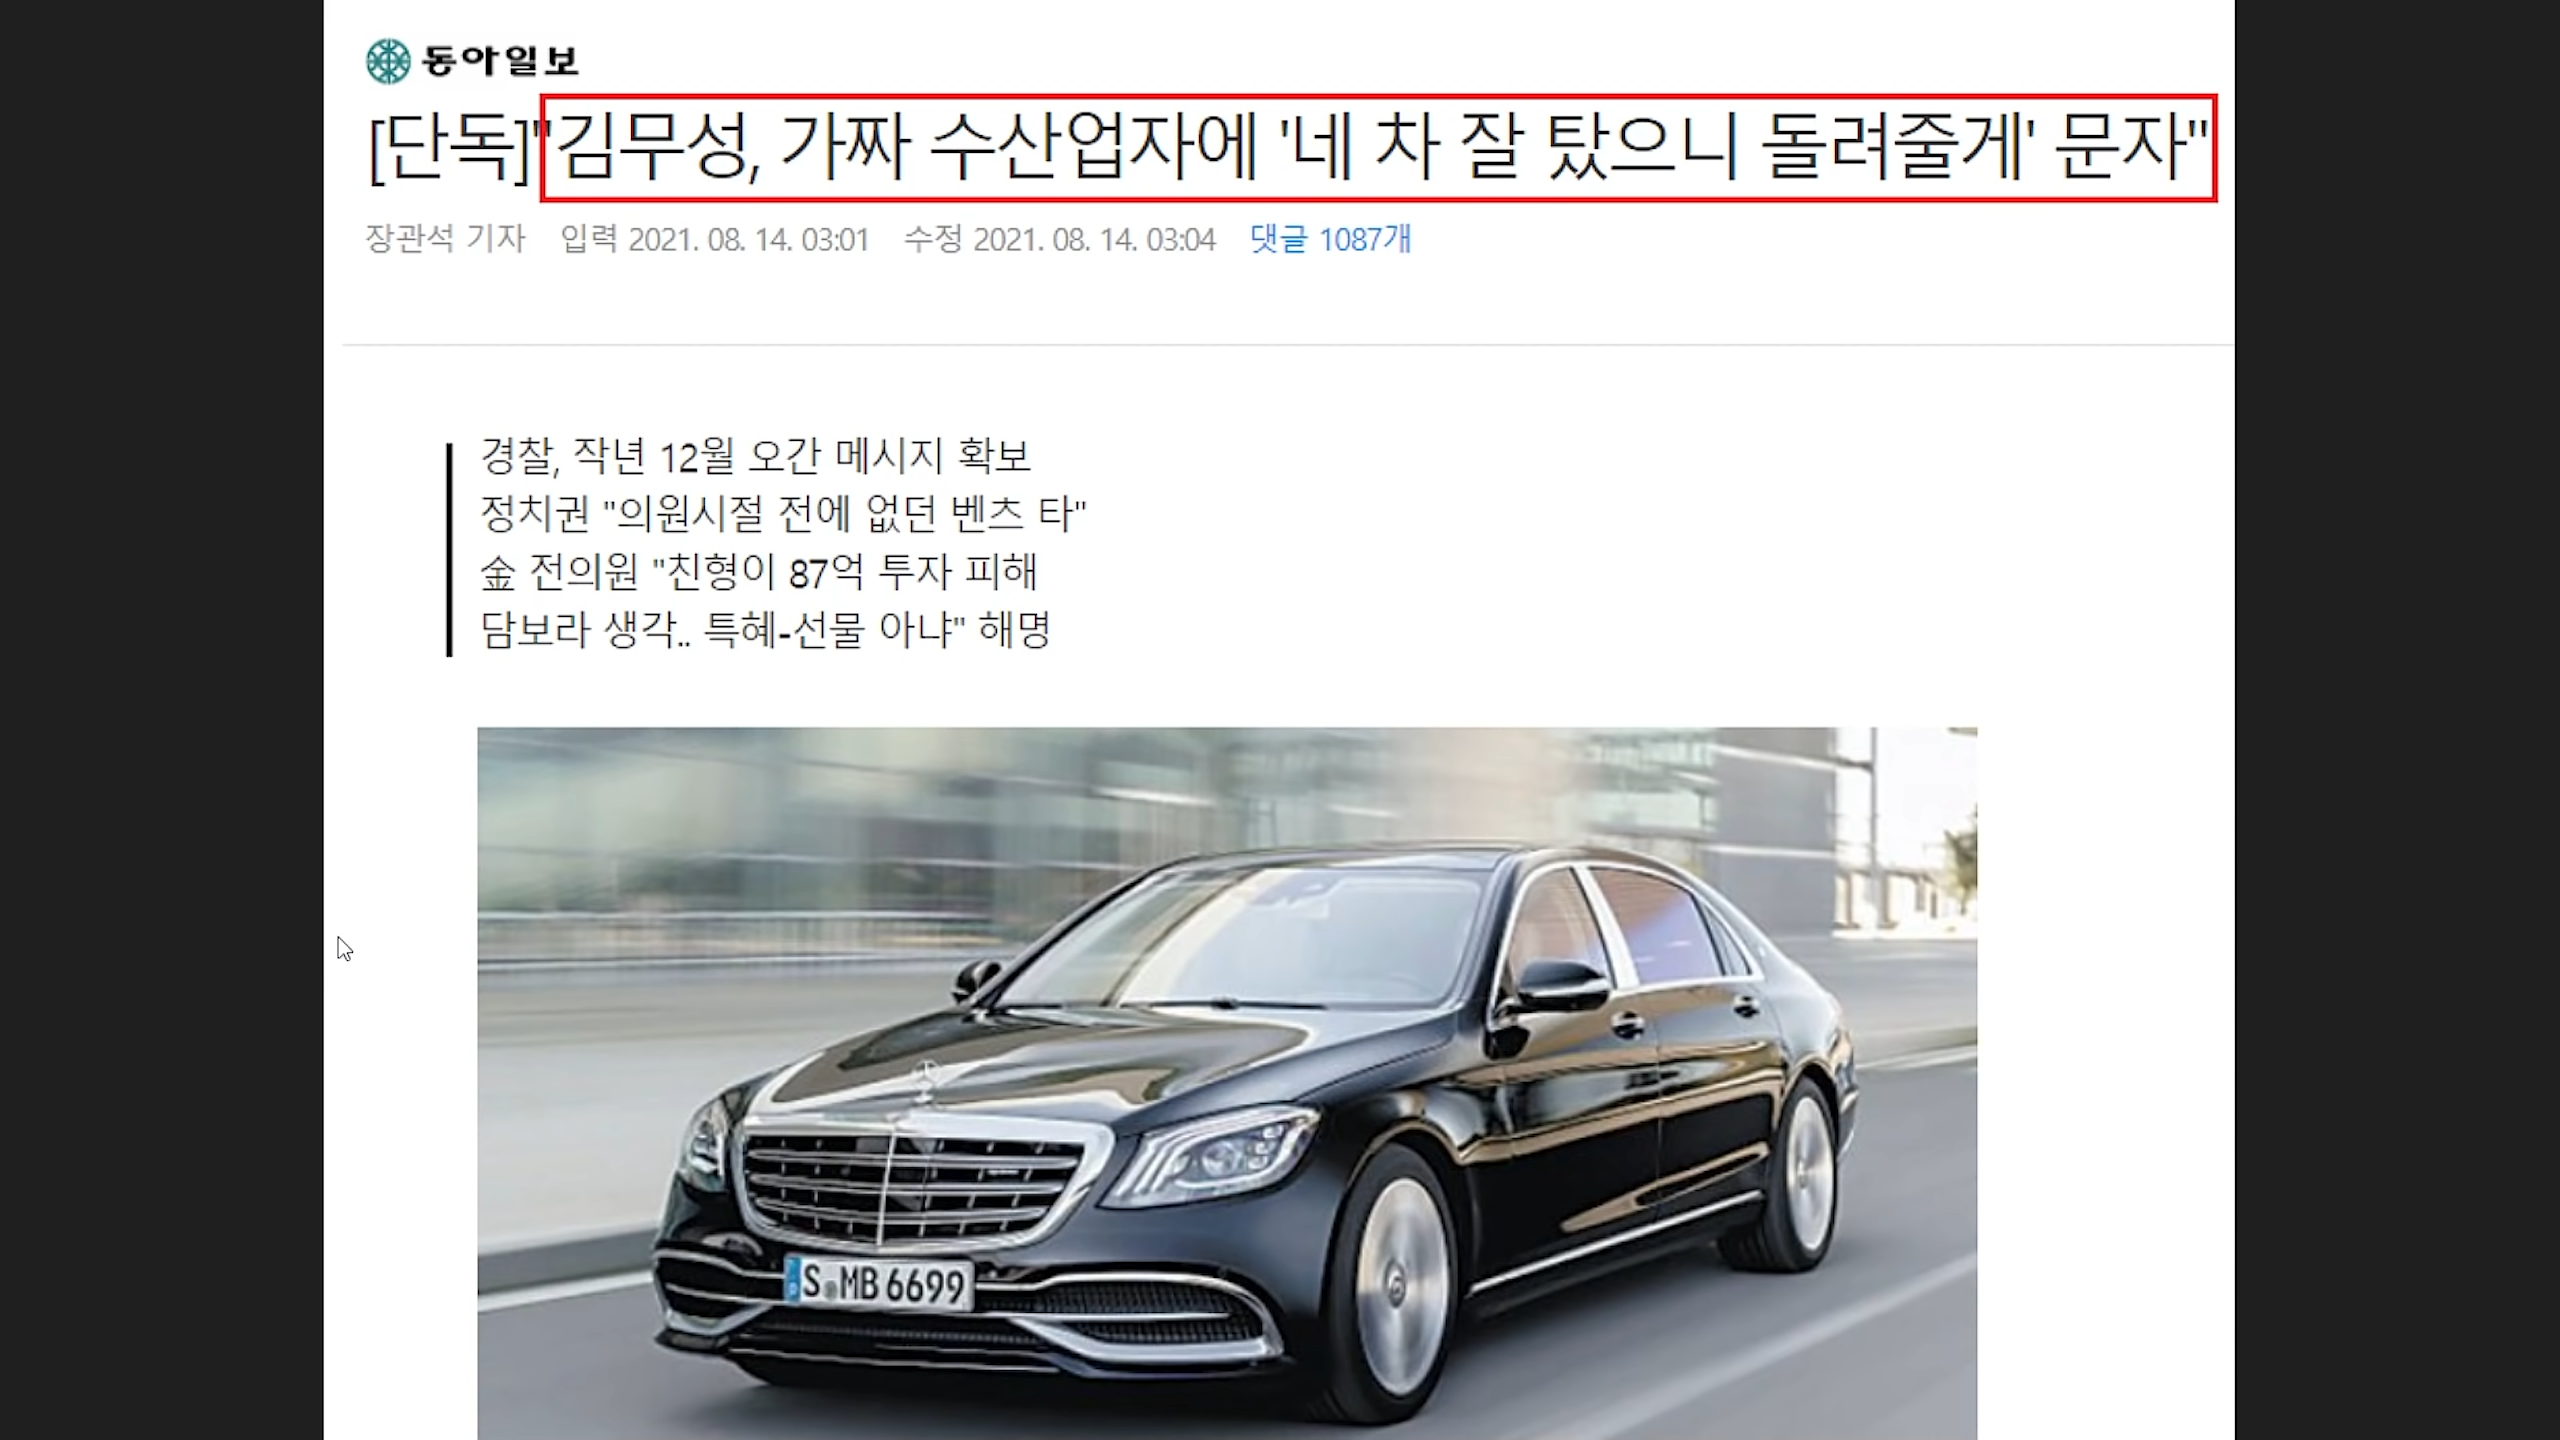 동아일보
[단독]"김무성, 가짜 수산업자에 '네 차 잘 탔으니 돌려줄게' 문자"
장관석 기자 입력 2021. 08. 14. 03:01 수정 2021. 08. 14. 03:04 댓글 1087개
경찰, 작년 12월 오간 메시지 확보
정치권 "의원시절 전에 없던 벤츠 타"
金 전의원 "친형이 87억 투자 피해
담보라 생각.. 특혜-선물 아냐" 해명
S MB 6699